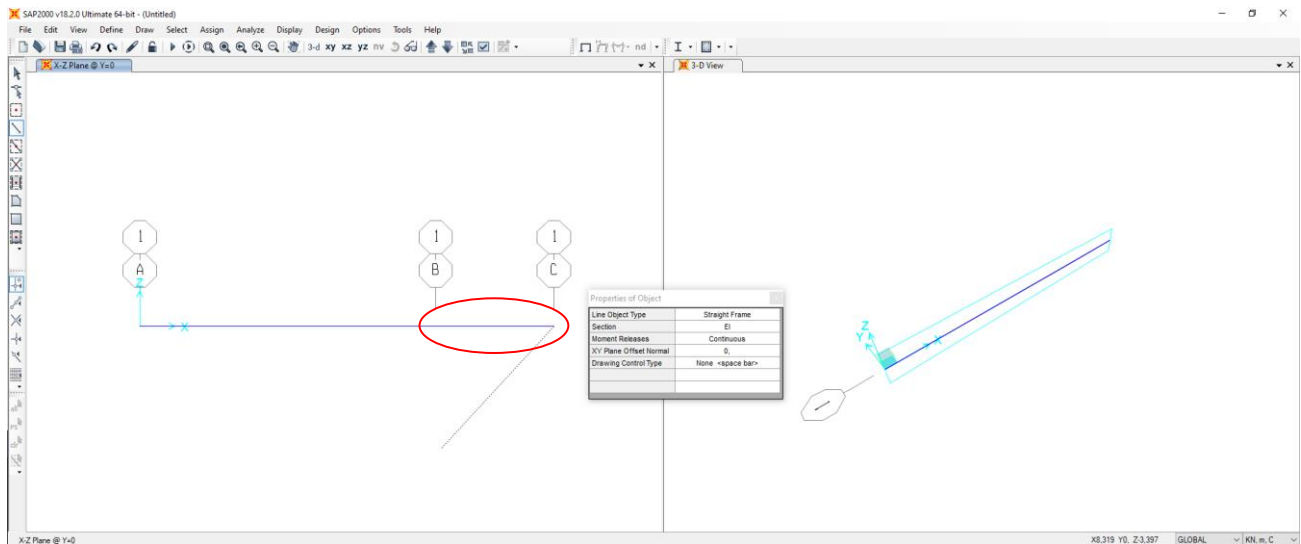 SAP2000 v18.2.0 Ultimate 64-bit - (Untitled)
File Edit View Define Draw Select Assign Analyze Display Design Options Tools Help
3-d xy xz yz nv
nd
X-Z Plane @ Y=0
3-D View
1 1 1
A B C
Z
X
Properties of Object
Line Object Type Straight Frame
Section EI
Moment Releases Continuous
XY Plane Offset Normal 0,
Drawing Control Type None <space bar>
Z
Y
X
X-Z Plane @ Y=0
X8,319 Y0, Z-3,397 GLOBAL KN, m, C